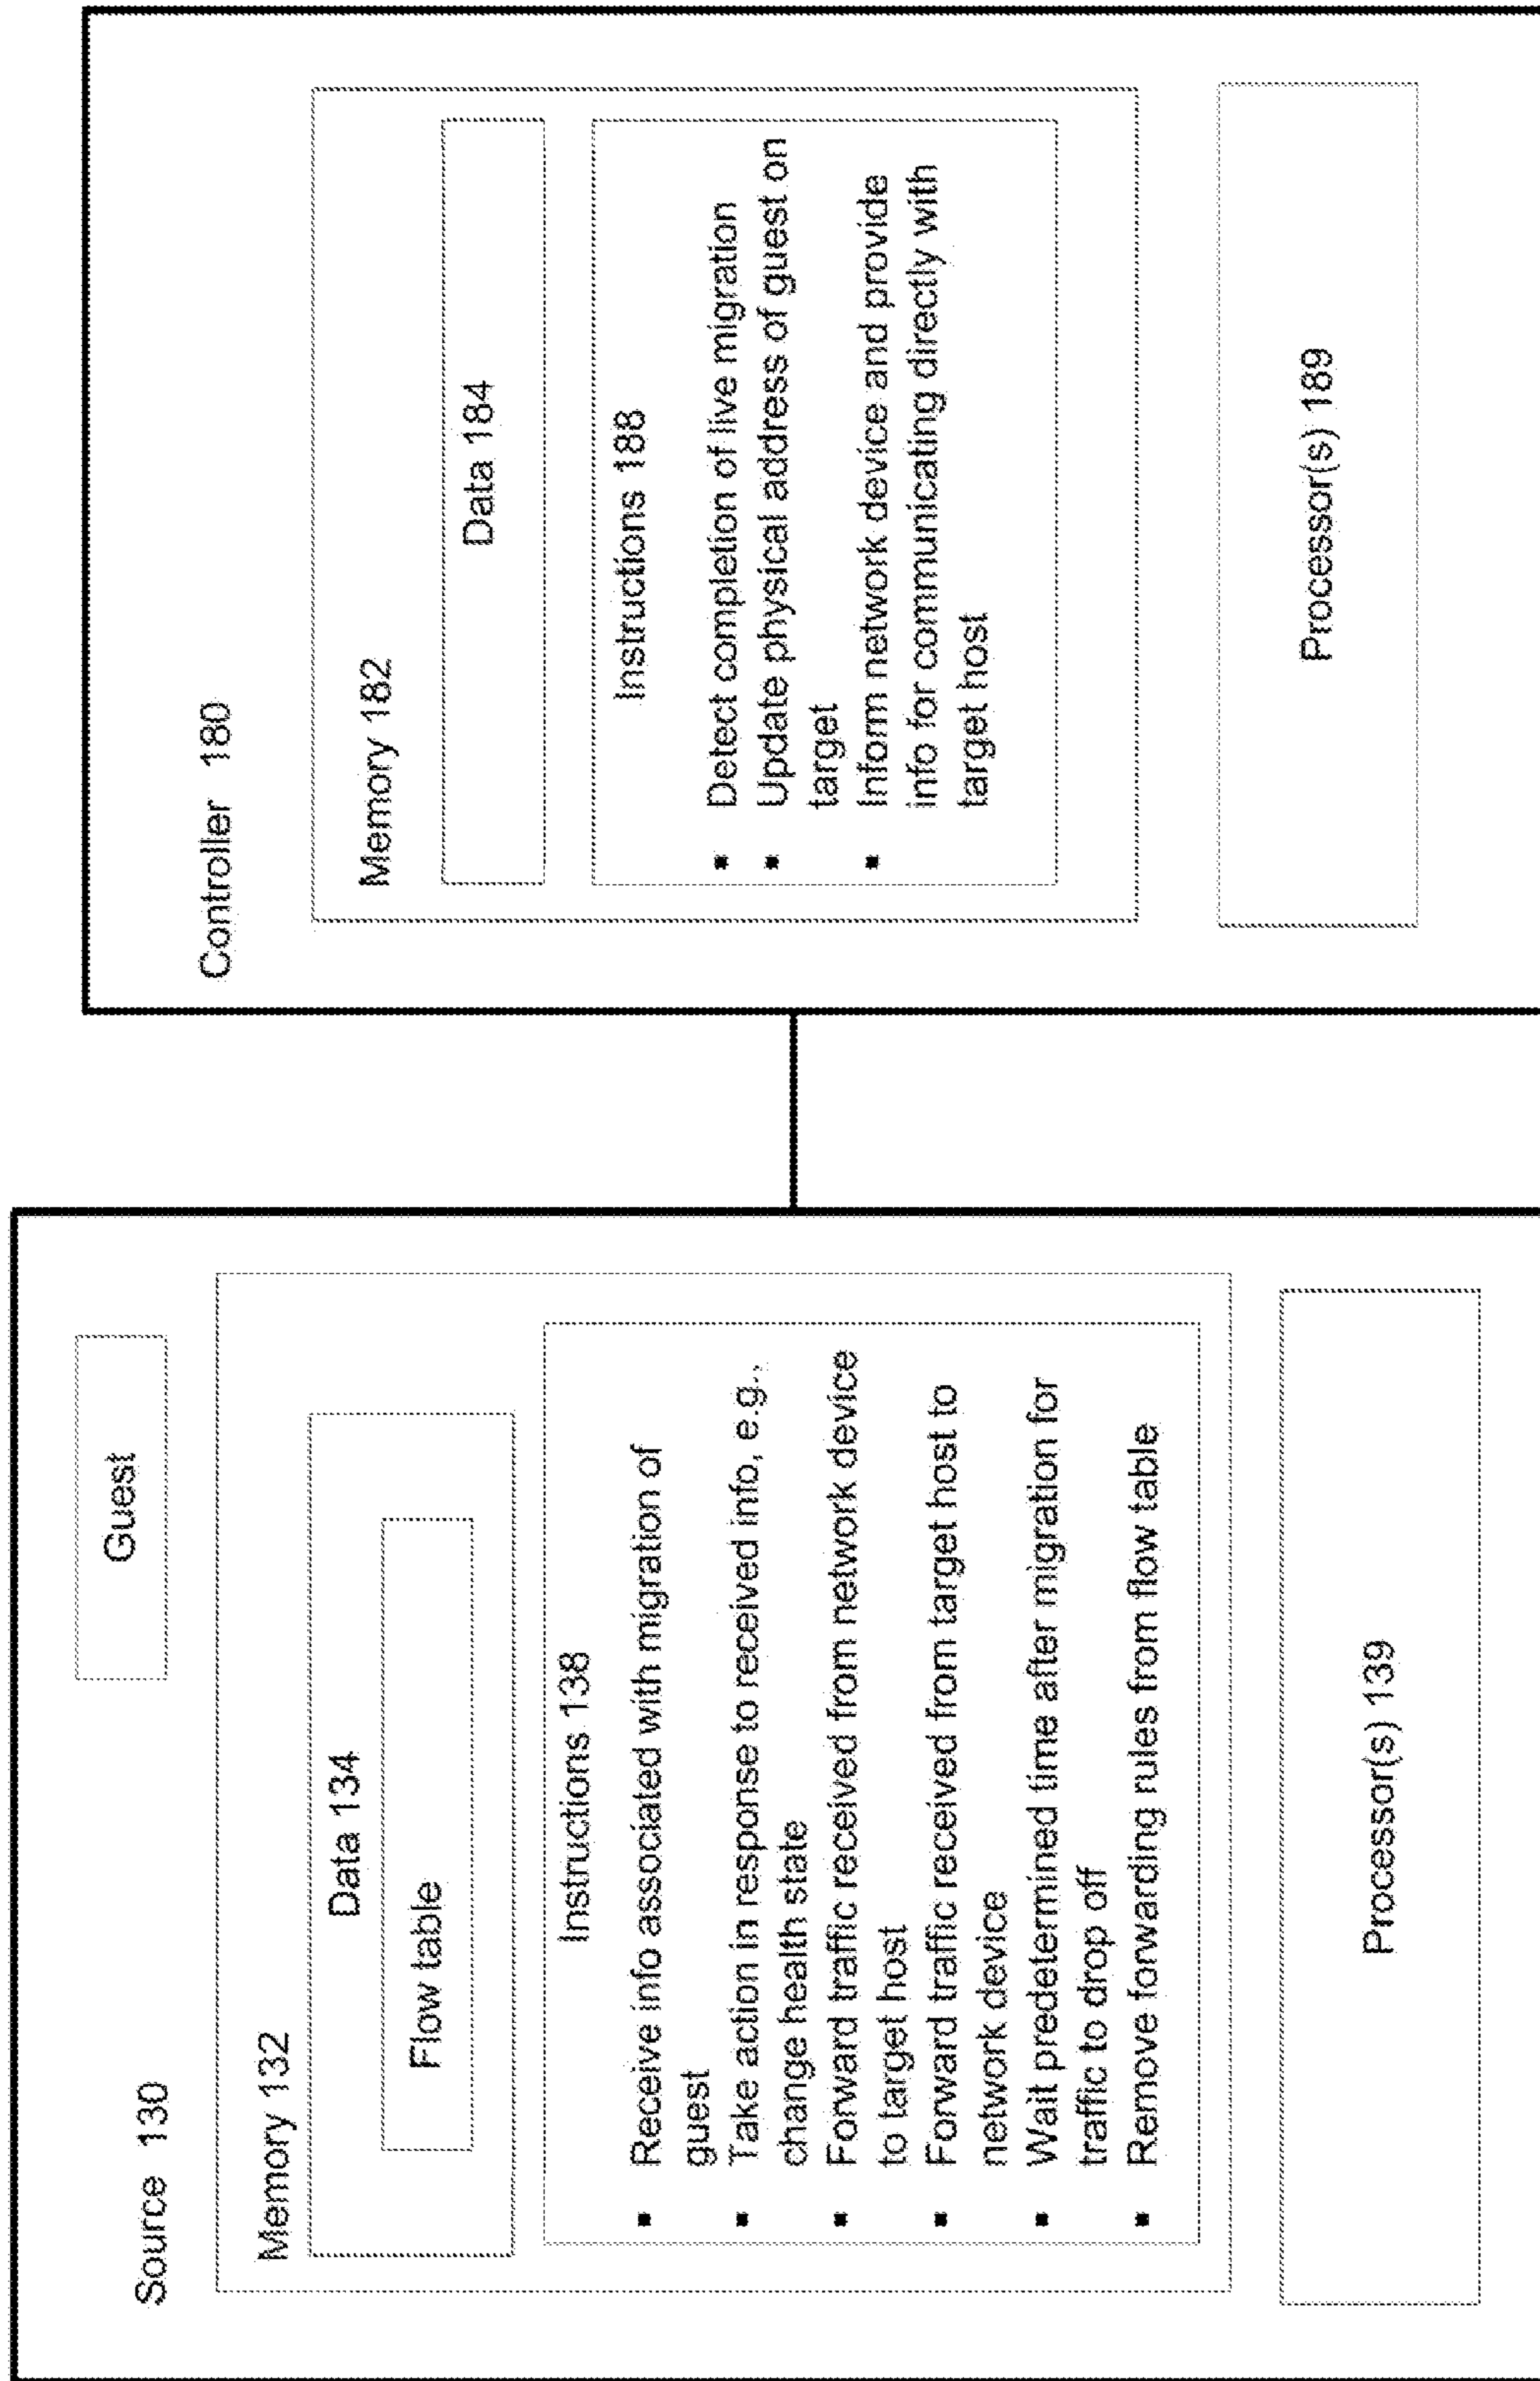 Source 130
Guest
Memory 132
Data 134
Flow table
Instructions 138
▪ Receive info associated with migration of
guest
▪ Take action in response to received info, e.g.,
change health state
▪ Forward traffic received from network device
to target host
▪ Forward traffic received from target host to
network device
▪ Wait predetermined time after migration for
traffic to drop off
▪ Remove forwarding rules from flow table
Processor(s) 139
Controller 180
Memory 182
Data 184
Instructions 188
▪ Detect completion of live migration
▪ Update physical address of guest on
target
▪ Inform network device and provide
info for communicating directly with
target host
Processor(s) 189